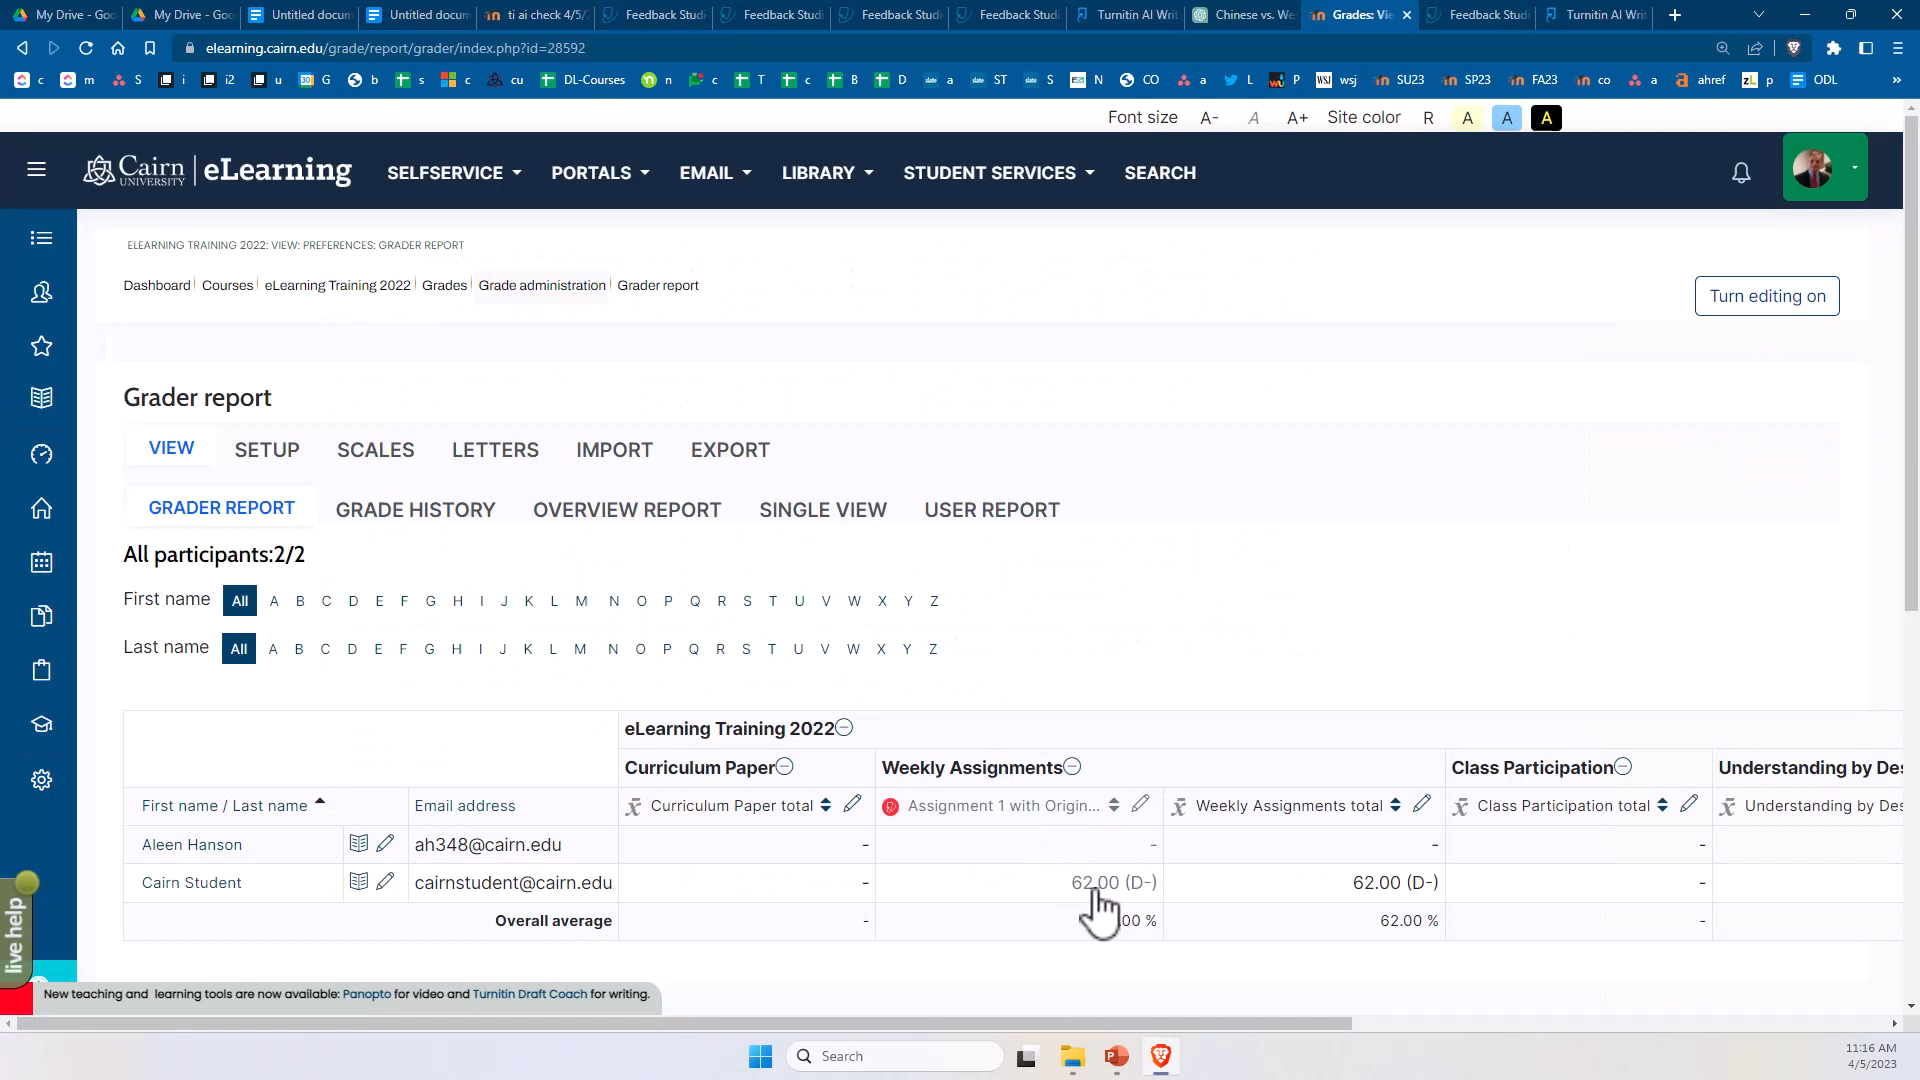 My Drive - Goo My Drive - Goo Untitled docum Untitled docum ti ai check 4/5/ Feedback Studi Feedback Studi Feedback Studi Feedback Studi Turnitin AI Writ Chinese vs. We Grades: Vie Feedback Studi Turnitin AI Writ
elearning.cairn.edu/grade/report/grader/index.php?id=28592
c m S i i2 u G b s c cu DL-Courses n c T c B D a ST S N CO a L P wsj SU23 SP23 FA23 co a ahref p ODL
Font size A- A A+ Site color R A A A
Cairn UNIVERSITY eLearning SELFSERVICE PORTALS EMAIL LIBRARY STUDENT SERVICES SEARCH
ELEARNING TRAINING 2022: VIEW: PREFERENCES: GRADER REPORT
Dashboard Courses eLearning Training 2022 Grades Grade administration Grader report
Turn editing on
Grader report
VIEW SETUP SCALES LETTERS IMPORT EXPORT
GRADER REPORT GRADE HISTORY OVERVIEW REPORT SINGLE VIEW USER REPORT
All participants:2/2
First name All A B C D E F G H I J K L M N O P Q R S T U V W X Y Z
Last name All A B C D E F G H I J K L M N O P Q R S T U V W X Y Z
eLearning Training 2022
Curriculum Paper Weekly Assignments Class Participation Understanding by Des
First name / Last name Email address Curriculum Paper total Assignment 1 with Origin... Weekly Assignments total Class Participation total Understanding by Des
Aleen Hanson ah348@cairn.edu - - - -
Cairn Student cairnstudent@cairn.edu - 62.00 (D-) 62.00 (D-) -
Overall average - 00 % 62.00 % -
live help
New teaching and learning tools are now available: Panopto for video and Turnitin Draft Coach for writing.
Search
11:16 AM
4/5/2023